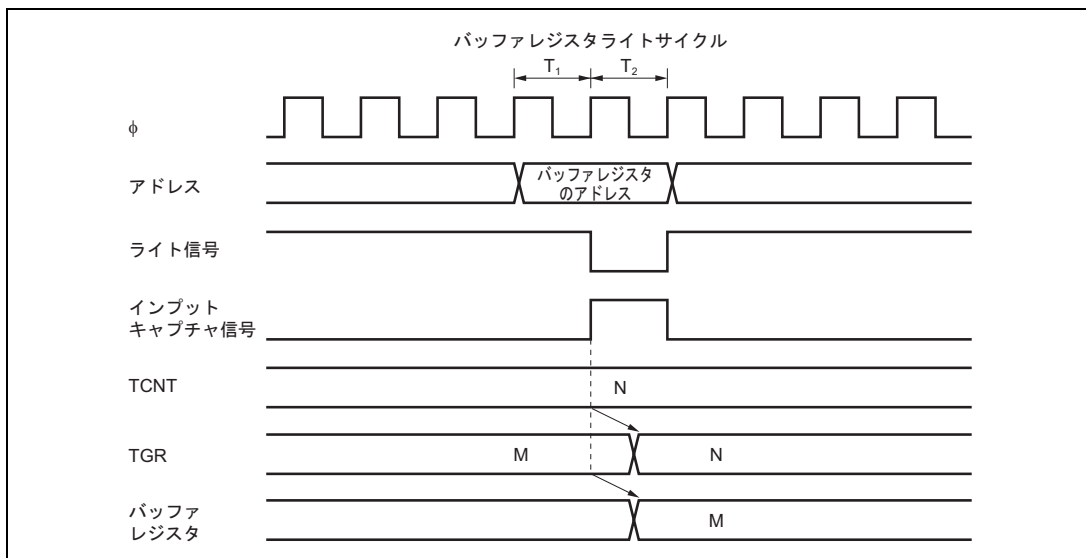 バッファレジスタライトサイクル
T₁ T₂
φ
アドレス
バッファレジスタ
のアドレス
ライト信号
インプット
キャプチャ信号
TCNT
N
TGR
M N
バッファ
レジスタ
M